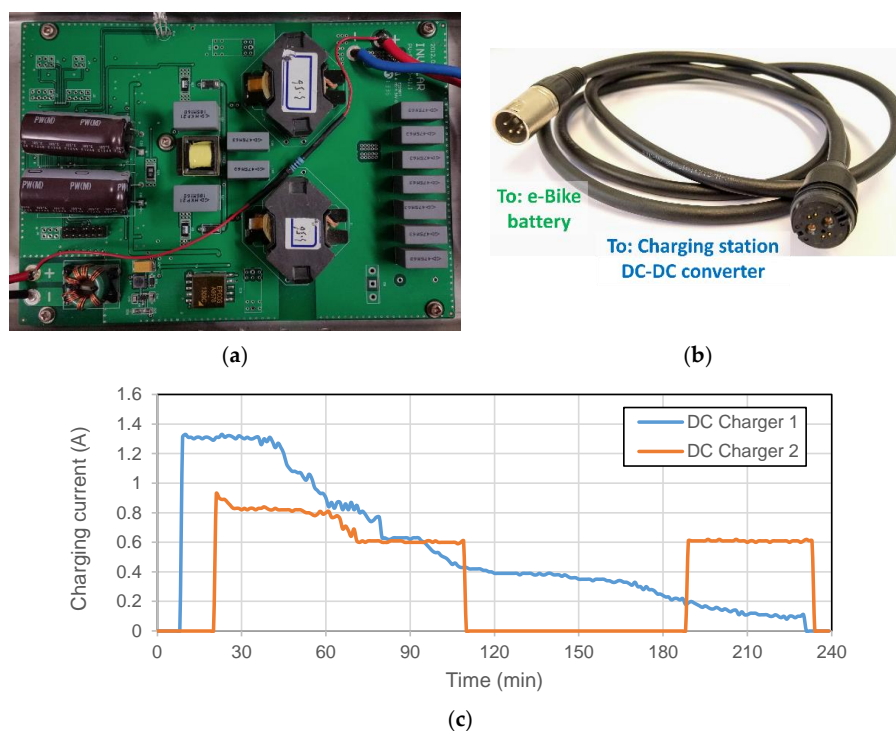 PW(M)
PW(M)
To: e-Bike
battery
To: Charging station
DC-DC converter
(a)
(b)
1.6
1.4
1.2
1
0.8
0.6
0.4
0.2
0
Charging current (A)
DC Charger 1
DC Charger 2
0
30
60
90
120
150
180
210
240
Time (min)
(c)